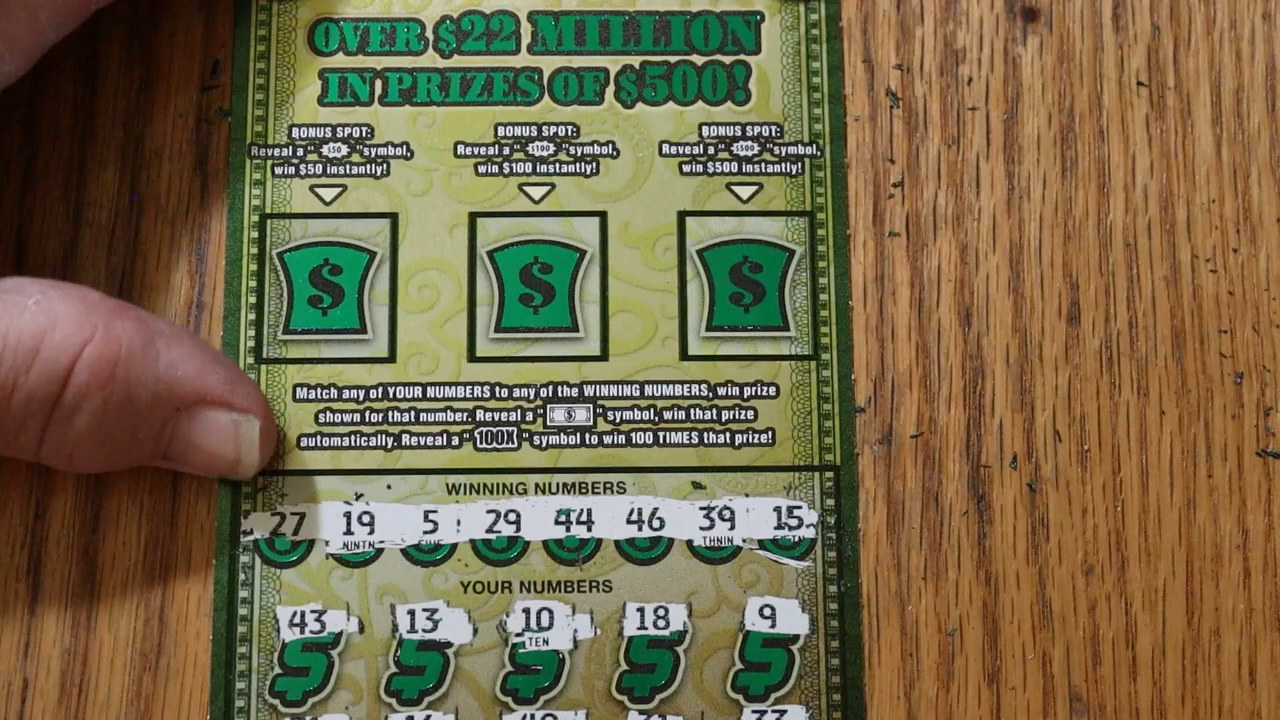 OVER $22 MILLION
IN PRIZES OF $500!
BONUS SPOT:
Reveal a " $50 " symbol,
win $50 instantly!
BONUS SPOT:
Reveal a " $100 " symbol,
win $100 instantly!
BONUS SPOT:
Reveal a " $500 " symbol,
win $500 instantly!
$ $ $
Match any of YOUR NUMBERS to any of the WINNING NUMBERS, win prize
shown for that number. Reveal a " $ " symbol, win that prize
automatically. Reveal a " 100X " symbol to win 100 TIMES that prize!
WINNING NUMBERS
27 19 5 29 44 46 39 15
NINTN THNIN
YOUR NUMBERS
43 13 10 18 9
TEN
$ $ $ $ $
33